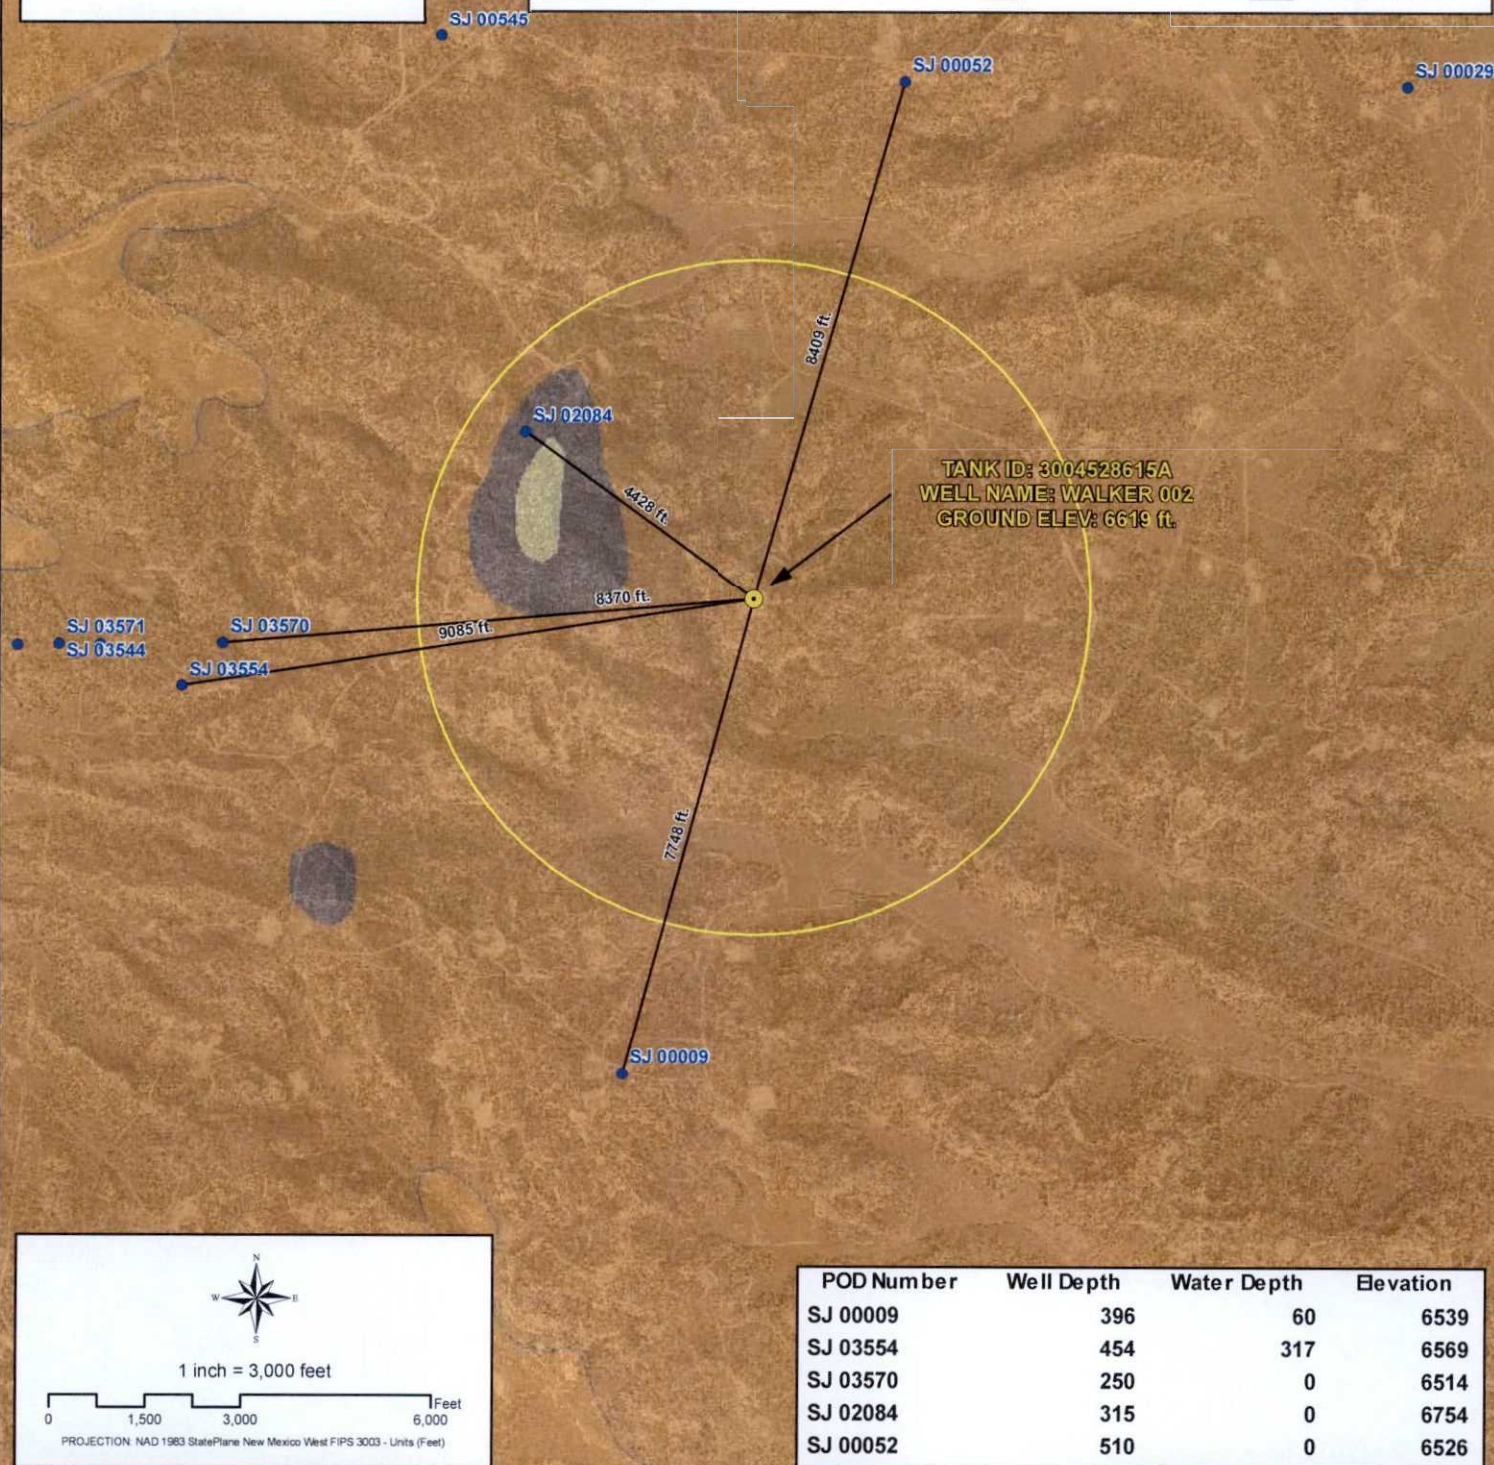 SJ 00545
SJ 00052
SJ 00029
8409 ft.
SJ 02084
4428 ft.
TANK ID: 3004528615A
WELL NAME: WALKER 002
GROUND ELEV: 6619 ft.
8370 ft.
9085 ft.
SJ 03571
SJ 03570
SJ 03544
SJ 03554
7748 ft.
SJ 00009
N
W E
S
1 inch = 3,000 feet
Feet
0 1,500 3,000 6,000
PROJECTION: NAD 1983 StatePlane New Mexico West FIPS 3003 - Units (Feet)
POD Number Well Depth Water Depth Elevation
SJ 00009 396 60 6539
SJ 03554 454 317 6569
SJ 03570 250 0 6514
SJ 02084 315 0 6754
SJ 00052 510 0 6526